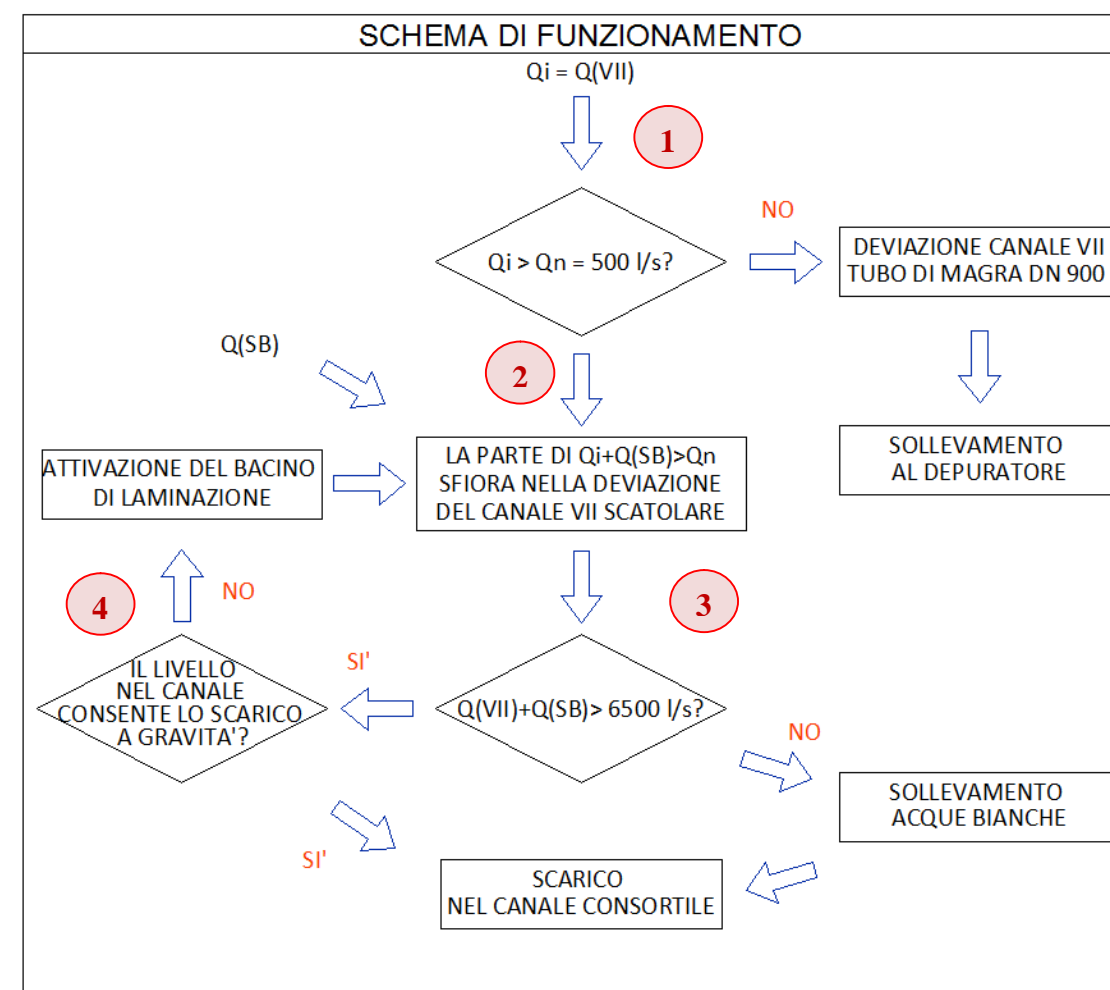 SCHEMA DI FUNZIONAMENTO
Qi = Q(VII)
1
NO
Qi > Qn = 500 l/s?
DEVIAZIONE CANALE VII
TUBO DI MAGRA DN 900
Q(SB)
2
ATTIVAZIONE DEL BACINO
DI LAMINAZIONE
LA PARTE DI Qi+Q(SB)>Qn
SFIORA NELLA DEVIAZIONE
DEL CANALE VII SCATOLARE
SOLLEVAMENTO
AL DEPURATORE
4
NO
3
IL LIVELLO
NEL CANALE
CONSENTE LO SCARICO
A GRAVITA'?
SI'
Q(VII)+Q(SB)> 6500 l/s?
NO
SOLLEVAMENTO
ACQUE BIANCHE
SI'
SCARICO
NEL CANALE CONSORTILE